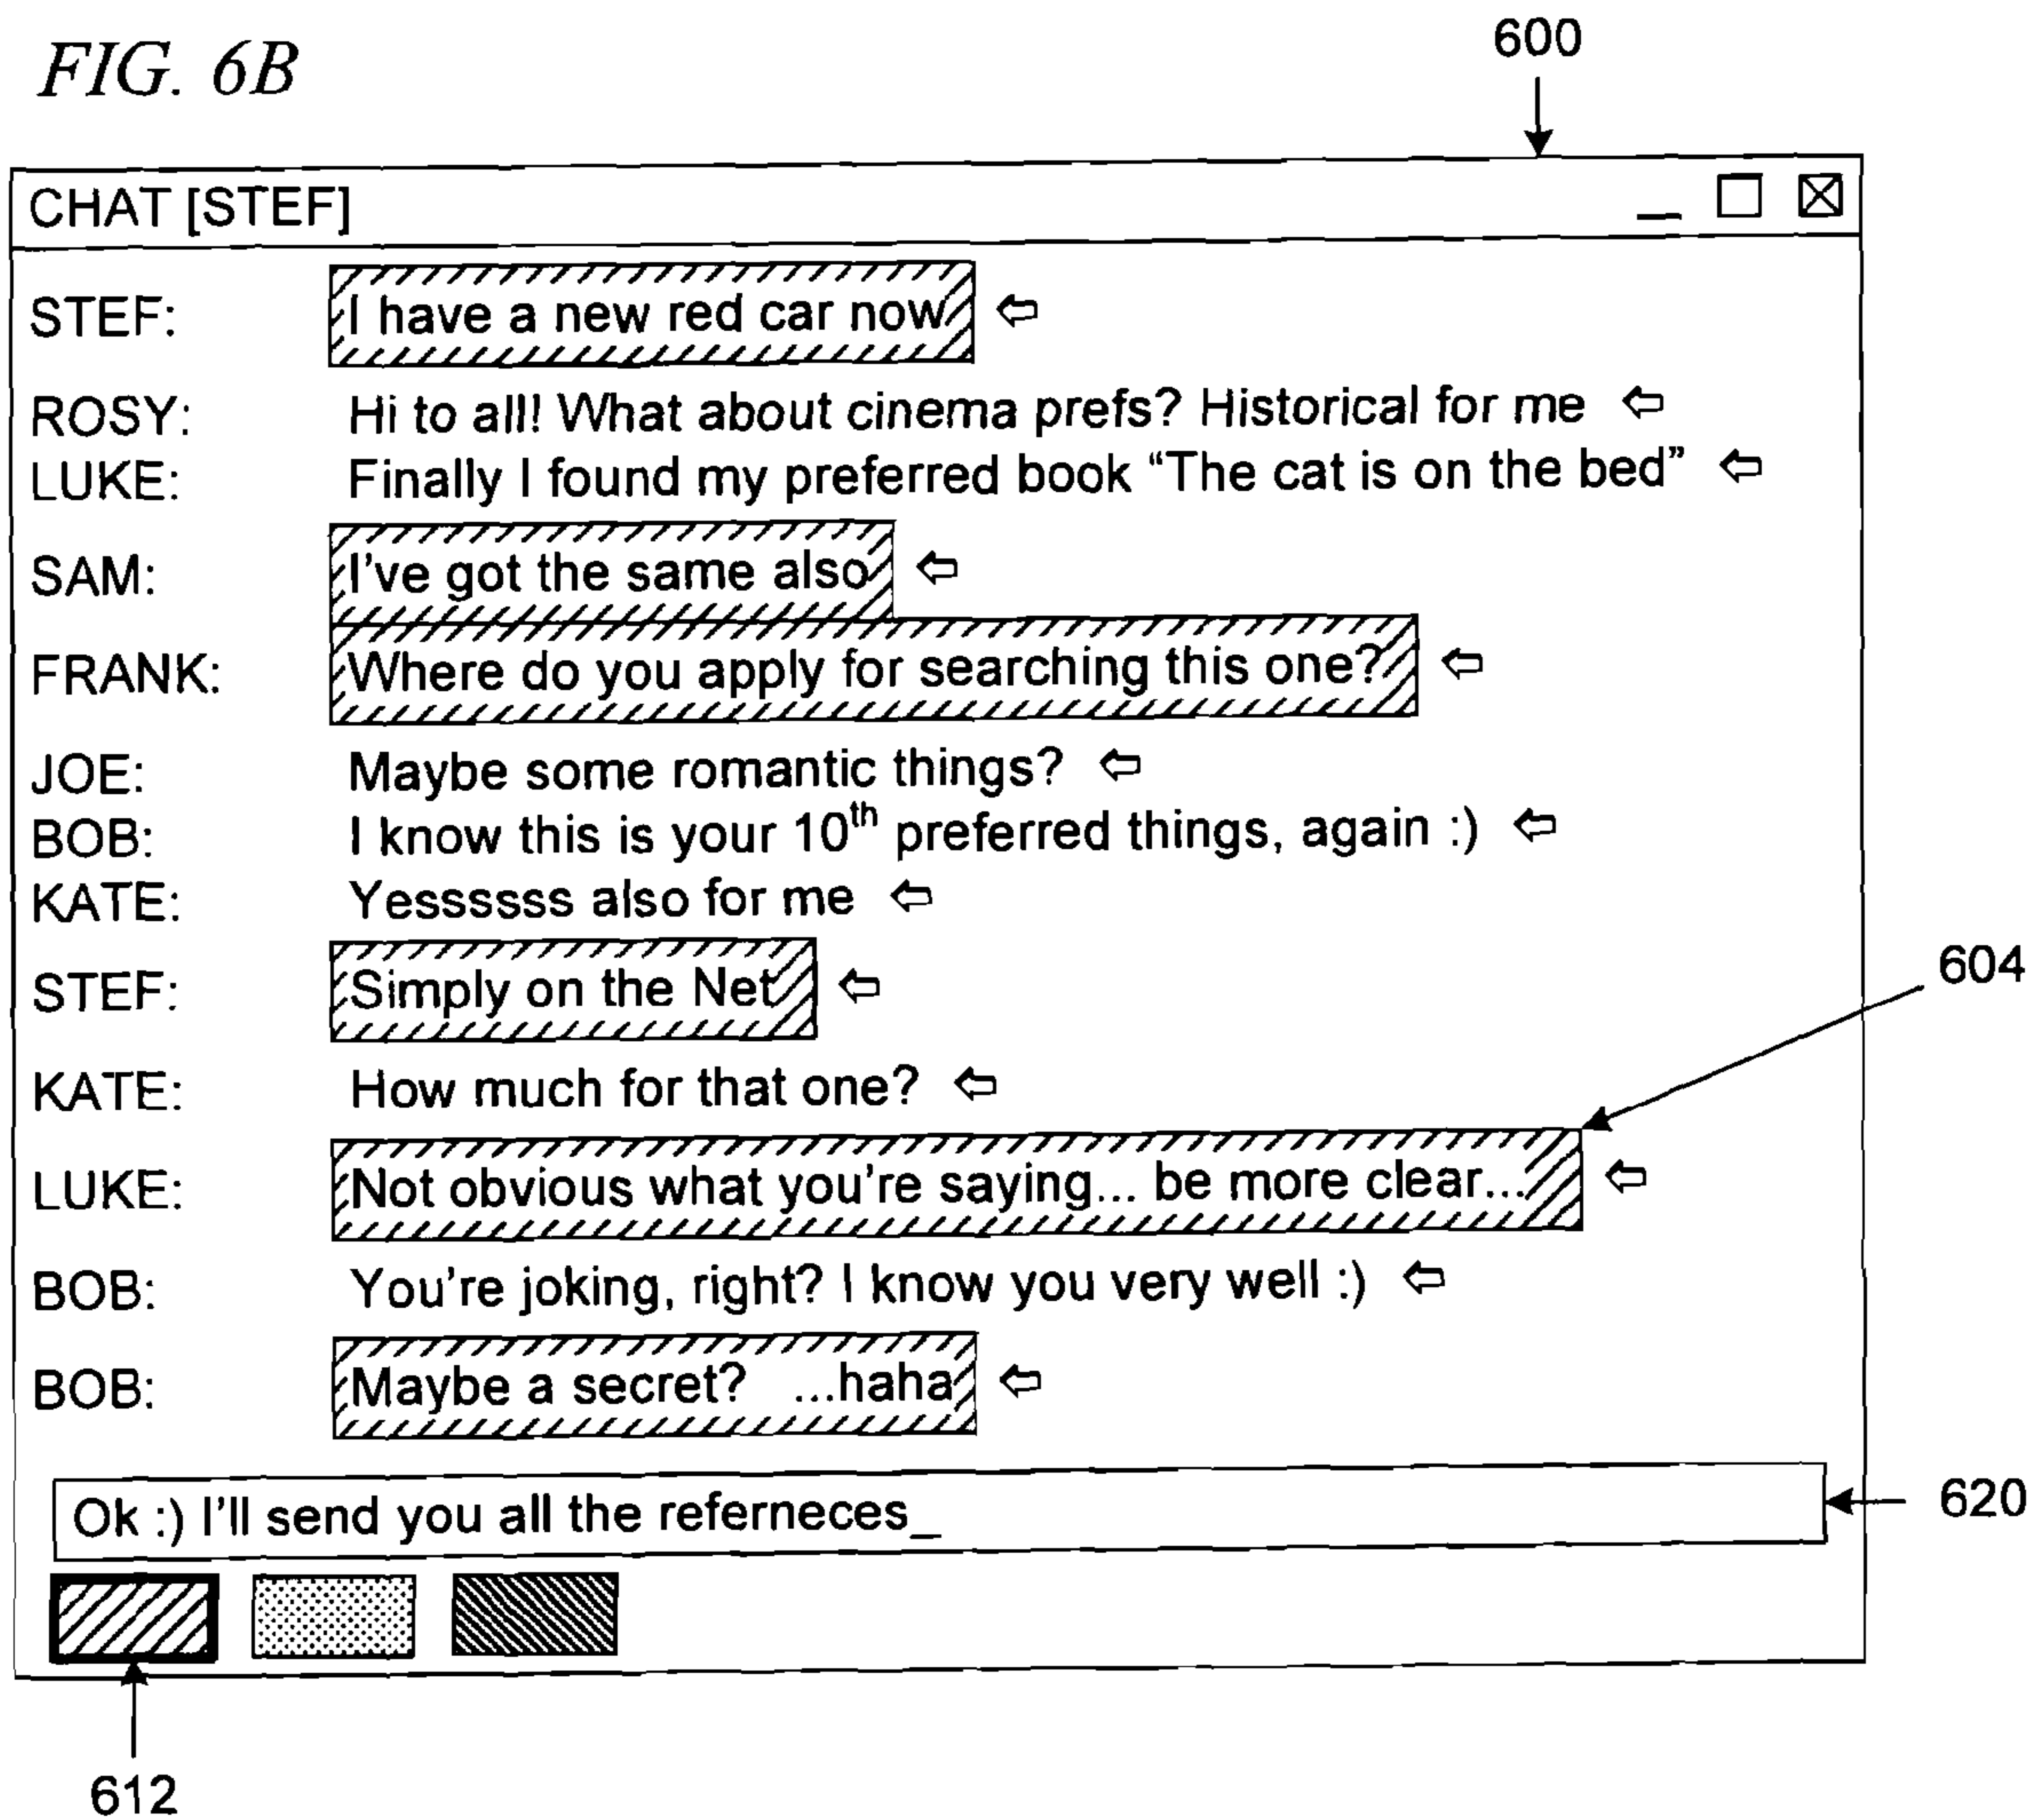 FIG. 6B
600
CHAT [STEF]
STEF: I have a new red car now
ROSY: Hi to all! What about cinema prefs? Historical for me
LUKE: Finally I found my preferred book “The cat is on the bed”
SAM: I've got the same also
FRANK: Where do you apply for searching this one?
JOE: Maybe some romantic things?
BOB: I know this is your 10th preferred things, again :)
KATE: Yessssss also for me
STEF: Simply on the Net
604
KATE: How much for that one?
LUKE: Not obvious what you're saying... be more clear...
BOB: You're joking, right? I know you very well :)
BOB: Maybe a secret? ...haha
Ok :) I'll send you all the referneces_
620
612